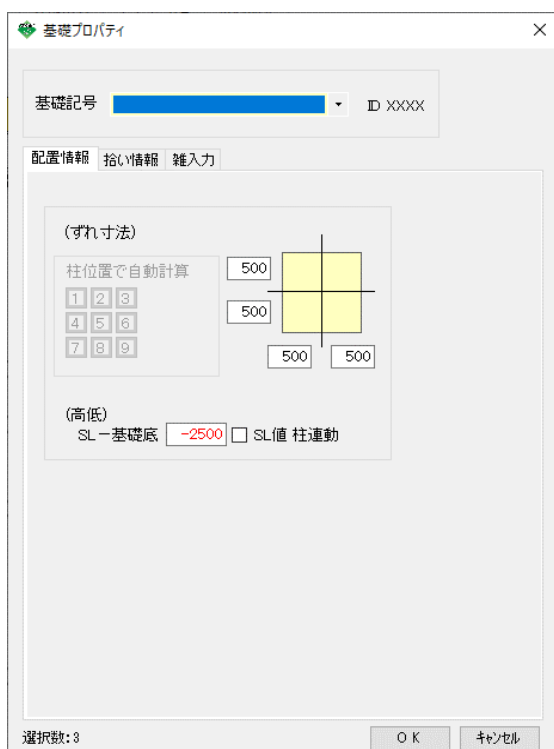 基礎プロパティ
基礎記号
ID XXXX
配置情報 拾い情報 雑入力
(ずれ寸法)
柱位置で自動計算
500
1 2 3
4 5 6
500
7 8 9
500 500
(高低)
SL－基礎底 -2500 SL値 柱連動
選択数:3
OK キャンセル